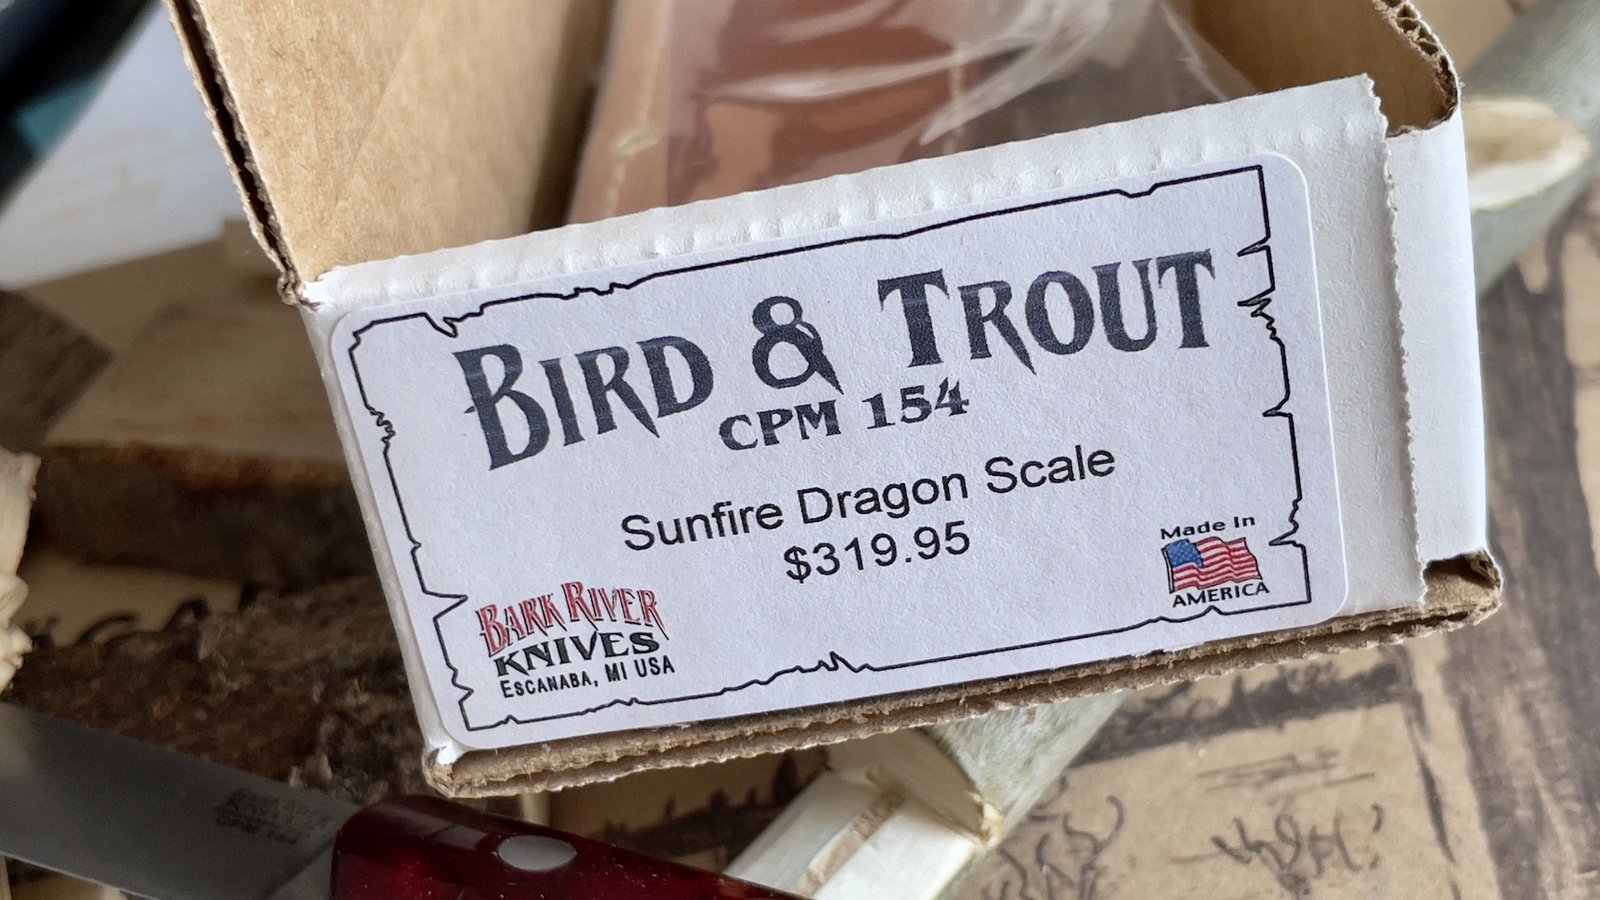 BIRD & TROUT
CPM 154
Sunfire Dragon Scale
$319.95
BARK RIVER
KNIVES
ESCANABA, MI USA
Made In
AMERICA